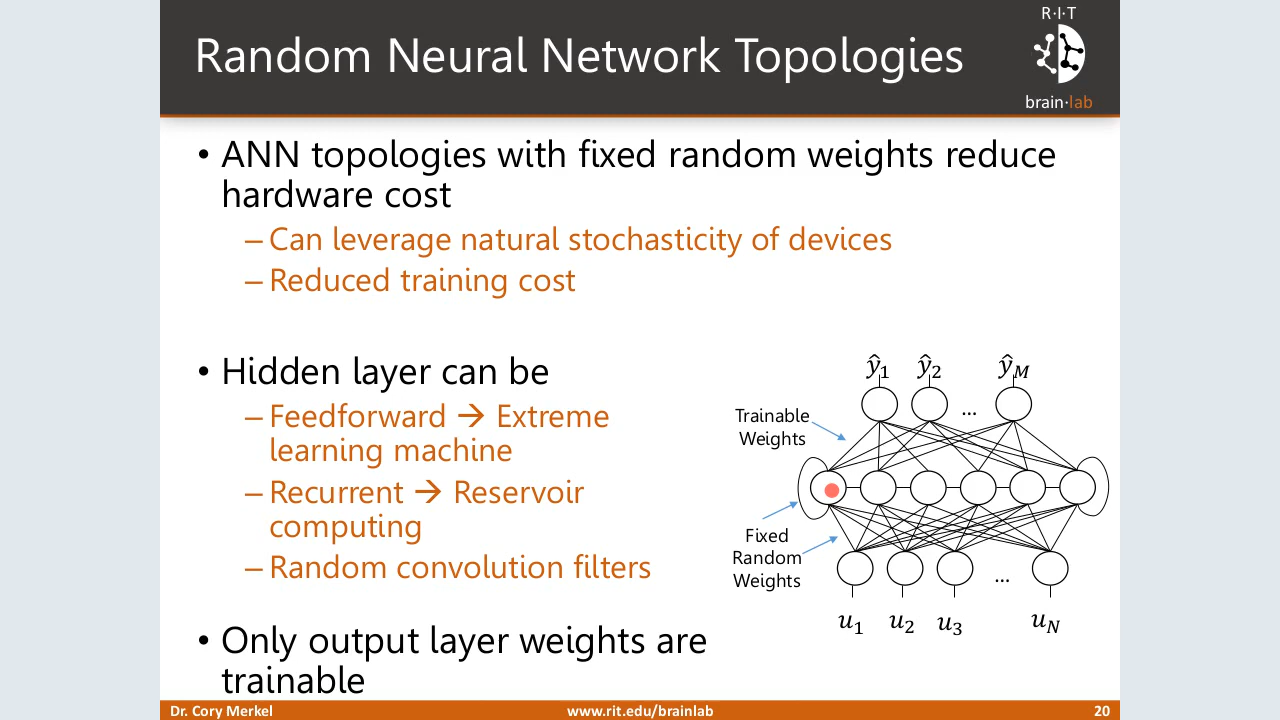 R·I·T
Random Neural Network Topologies
brain·lab
• ANN topologies with fixed random weights reduce
hardware cost
– Can leverage natural stochasticity of devices
– Reduced training cost
• Hidden layer can be
– Feedforward → Extreme
learning machine
– Recurrent → Reservoir
computing
– Random convolution filters
• Only output layer weights are
trainable
ŷ₁ ŷ₂ ŷ_M
...
Trainable
Weights
Fixed
Random
Weights
...
u₁ u₂ u₃ u_N
Dr. Cory Merkel www.rit.edu/brainlab 20